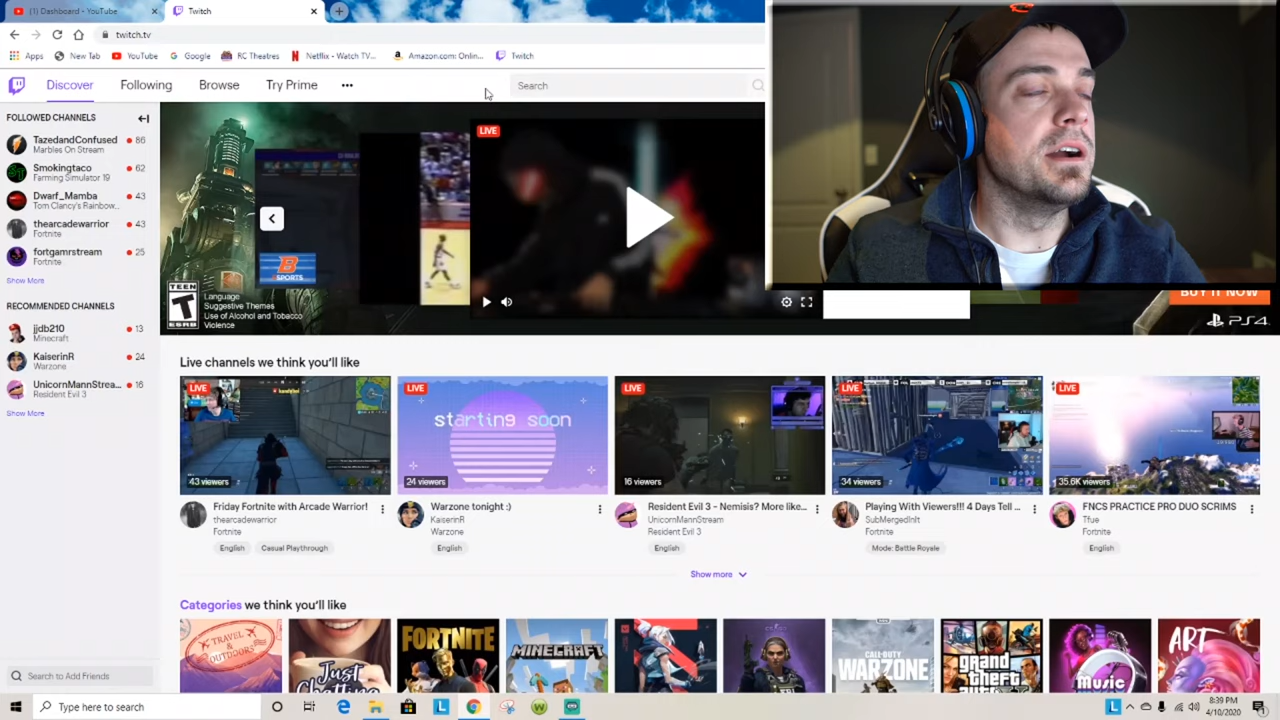 (1) Dashboard - YouTube
Twitch
twitch.tv
Apps
New Tab
YouTube
Google
RC Theatres
Netflix - Watch TV...
Amazon.com: Onlin...
Twitch
Discover
Following
Browse
Try Prime
Search
FOLLOWED CHANNELS
TazedandConfused
86
Marbles On Stream
Smokingtaco
62
Farming Simulator 19
Dwarf_Mamba
43
Tom Clancy's Rainbow...
thearcadewarrior
43
Fortnite
fortgamrstream
25
Fortnite
Show More
RECOMMENDED CHANNELS
jjdb210
13
Minecraft
KaiserinR
24
Warzone
UnicornMannStrea...
16
Resident Evil 3
Show More
Search to Add Friends
LIVE
B
SPORTS
TEEN
T
ESRB
Language
Suggestive Themes
Use of Alcohol and Tobacco
Violence
BUY IT NOW
PS4
Live channels we think you'll like
LIVE
43 viewers
Friday Fortnite with Arcade Warrior!
thearcadewarrior
Fortnite
English
Casual Playthrough
LIVE
starting soon
24 viewers
Warzone tonight :)
KaiserinR
Warzone
English
LIVE
16 viewers
Resident Evil 3 - Nemisis? More like...
UnicornMannStream
Resident Evil 3
English
LIVE
34 viewers
Playing With Viewers!!! 4 Days Tell ...
SubMergedInIt
Fortnite
Mode: Battle Royale
LIVE
35.6K viewers
FNCS PRACTICE PRO DUO SCRIMS
Tfue
Fortnite
English
Show more
Categories we think you'll like
TRAVEL &
OUTDOORS
Just
Chatting
FORTNITE
MINECRAFT
CALL OF DUTY
WARZONE
grand
theft
Music
ART
Type here to search
8:39 PM
4/10/2020